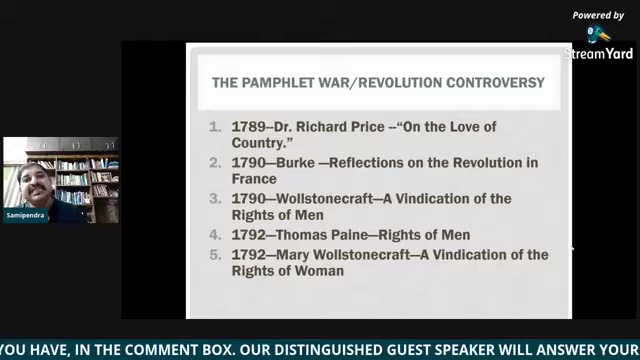 Powered by
StreamYard
THE PAMPHLET WAR/REVOLUTION CONTROVERSY
1. 1789--Dr. Richard Price --“On the Love of
Country.”
2. 1790--Burke —Reflections on the Revolution in
France
3. 1790—Wollstonecraft—A Vindication of the
Rights of Men
4. 1792—Thomas Paine—Rights of Men
5. 1792—Mary Wollstonecraft—A Vindication of the
Rights of Woman
Samipendra
YOU HAVE, IN THE COMMENT BOX. OUR DISTINGUISHED GUEST SPEAKER WILL ANSWER YOUR